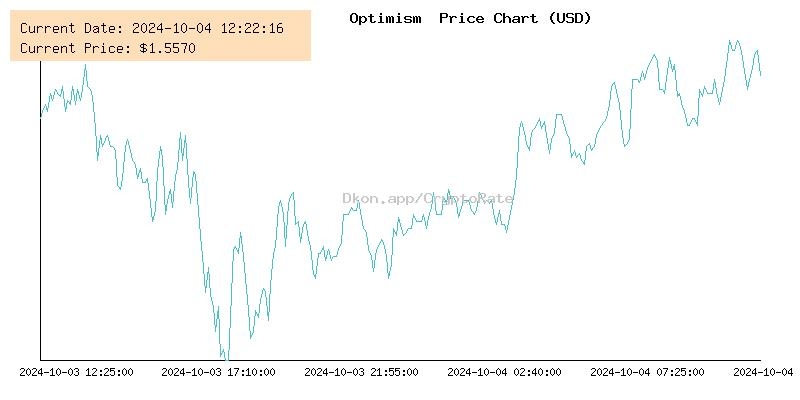 Optimism  Price Chart (USD)
Current Date: 2024-10-04 12:22:16
Current Price: $1.5570
Dkon.app/CryptoRate
2024-10-03 12:25:00 2024-10-03 17:10:00 2024-10-03 21:55:00 2024-10-04 02:40:00 2024-10-04 07:25:00 2024-10-04